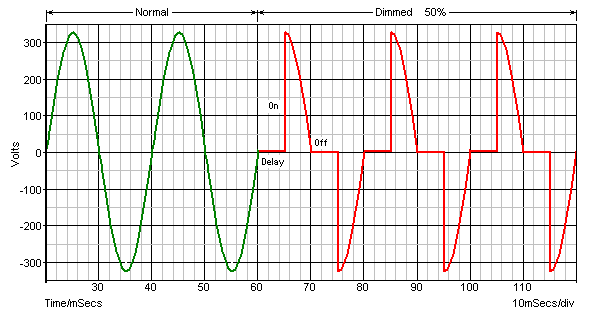 Normal Dimmed 50%
300
200
100
0
-100
-200
-300
Volts
On
Off
Delay
30 40 50 60 70 80 90 100 110
Time/mSecs 10mSecs/div